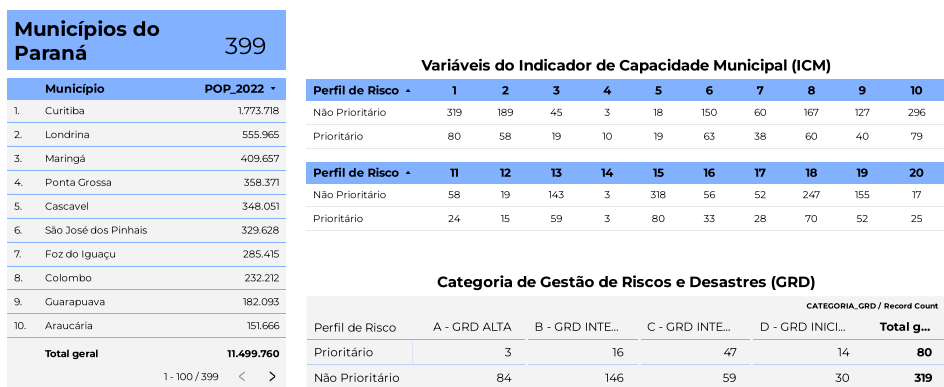 Municípios do
Paraná
399
Município POP_2022
1. Curitiba 1.773.718
2. Londrina 555.965
3. Maringá 409.657
4. Ponta Grossa 358.371
5. Cascavel 348.051
6. São José dos Pinhais 329.628
7. Foz do Iguaçu 285.415
8. Colombo 232.212
9. Guarapuava 182.093
10. Araucária 151.666
Total geral 11.499.760
1 - 100 / 399
Variáveis do Indicador de Capacidade Municipal (ICM)
Perfil de Risco 1 2 3 4 5 6 7 8 9 10
Não Prioritário 319 189 45 3 18 150 60 167 127 296
Prioritário 80 58 19 10 19 63 38 60 40 79
Perfil de Risco 11 12 13 14 15 16 17 18 19 20
Não Prioritário 58 19 143 3 318 56 52 247 155 17
Prioritário 24 15 59 3 80 33 28 70 52 25
Categoria de Gestão de Riscos e Desastres (GRD)
CATEGORIA_GRD / Record Count
Perfil de Risco A - GRD ALTA B - GRD INTE... C - GRD INTE... D - GRD INICI... Total g...
Prioritário 3 16 47 14 80
Não Prioritário 84 146 59 30 319